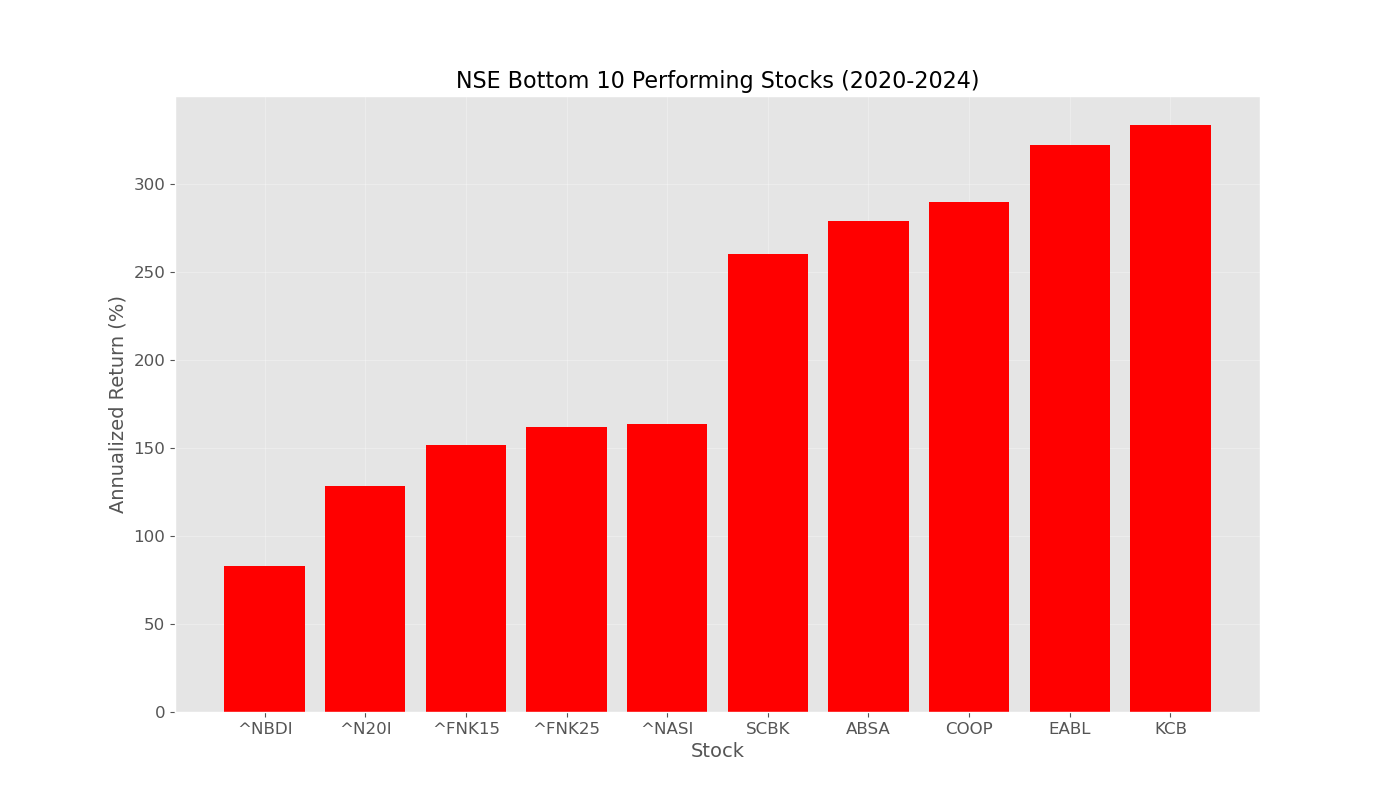 NSE Bottom 10 Performing Stocks (2020-2024)
Annualized Return (%)
300
250
200
150
100
50
0
^NBDI ^N20I ^FNK15 ^FNK25 ^NASI SCBK ABSA COOP EABL KCB
Stock